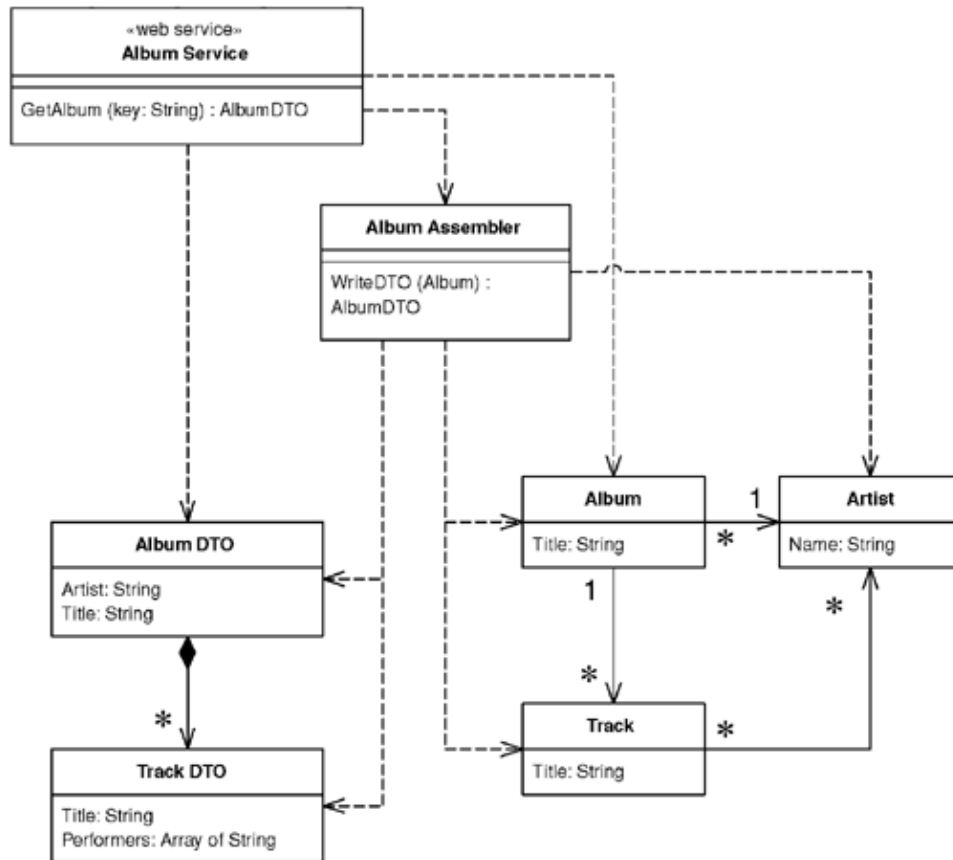 «web service»
Album Service
GetAlbum (key: String) : AlbumDTO
Album Assembler
WriteDTO (Album) :
AlbumDTO
Album
Title: String
1
*
Artist
Name: String
Album DTO
Artist: String
Title: String
1
*
*
*
*
Track
Title: String
Track DTO
Title: String
Performers: Array of String